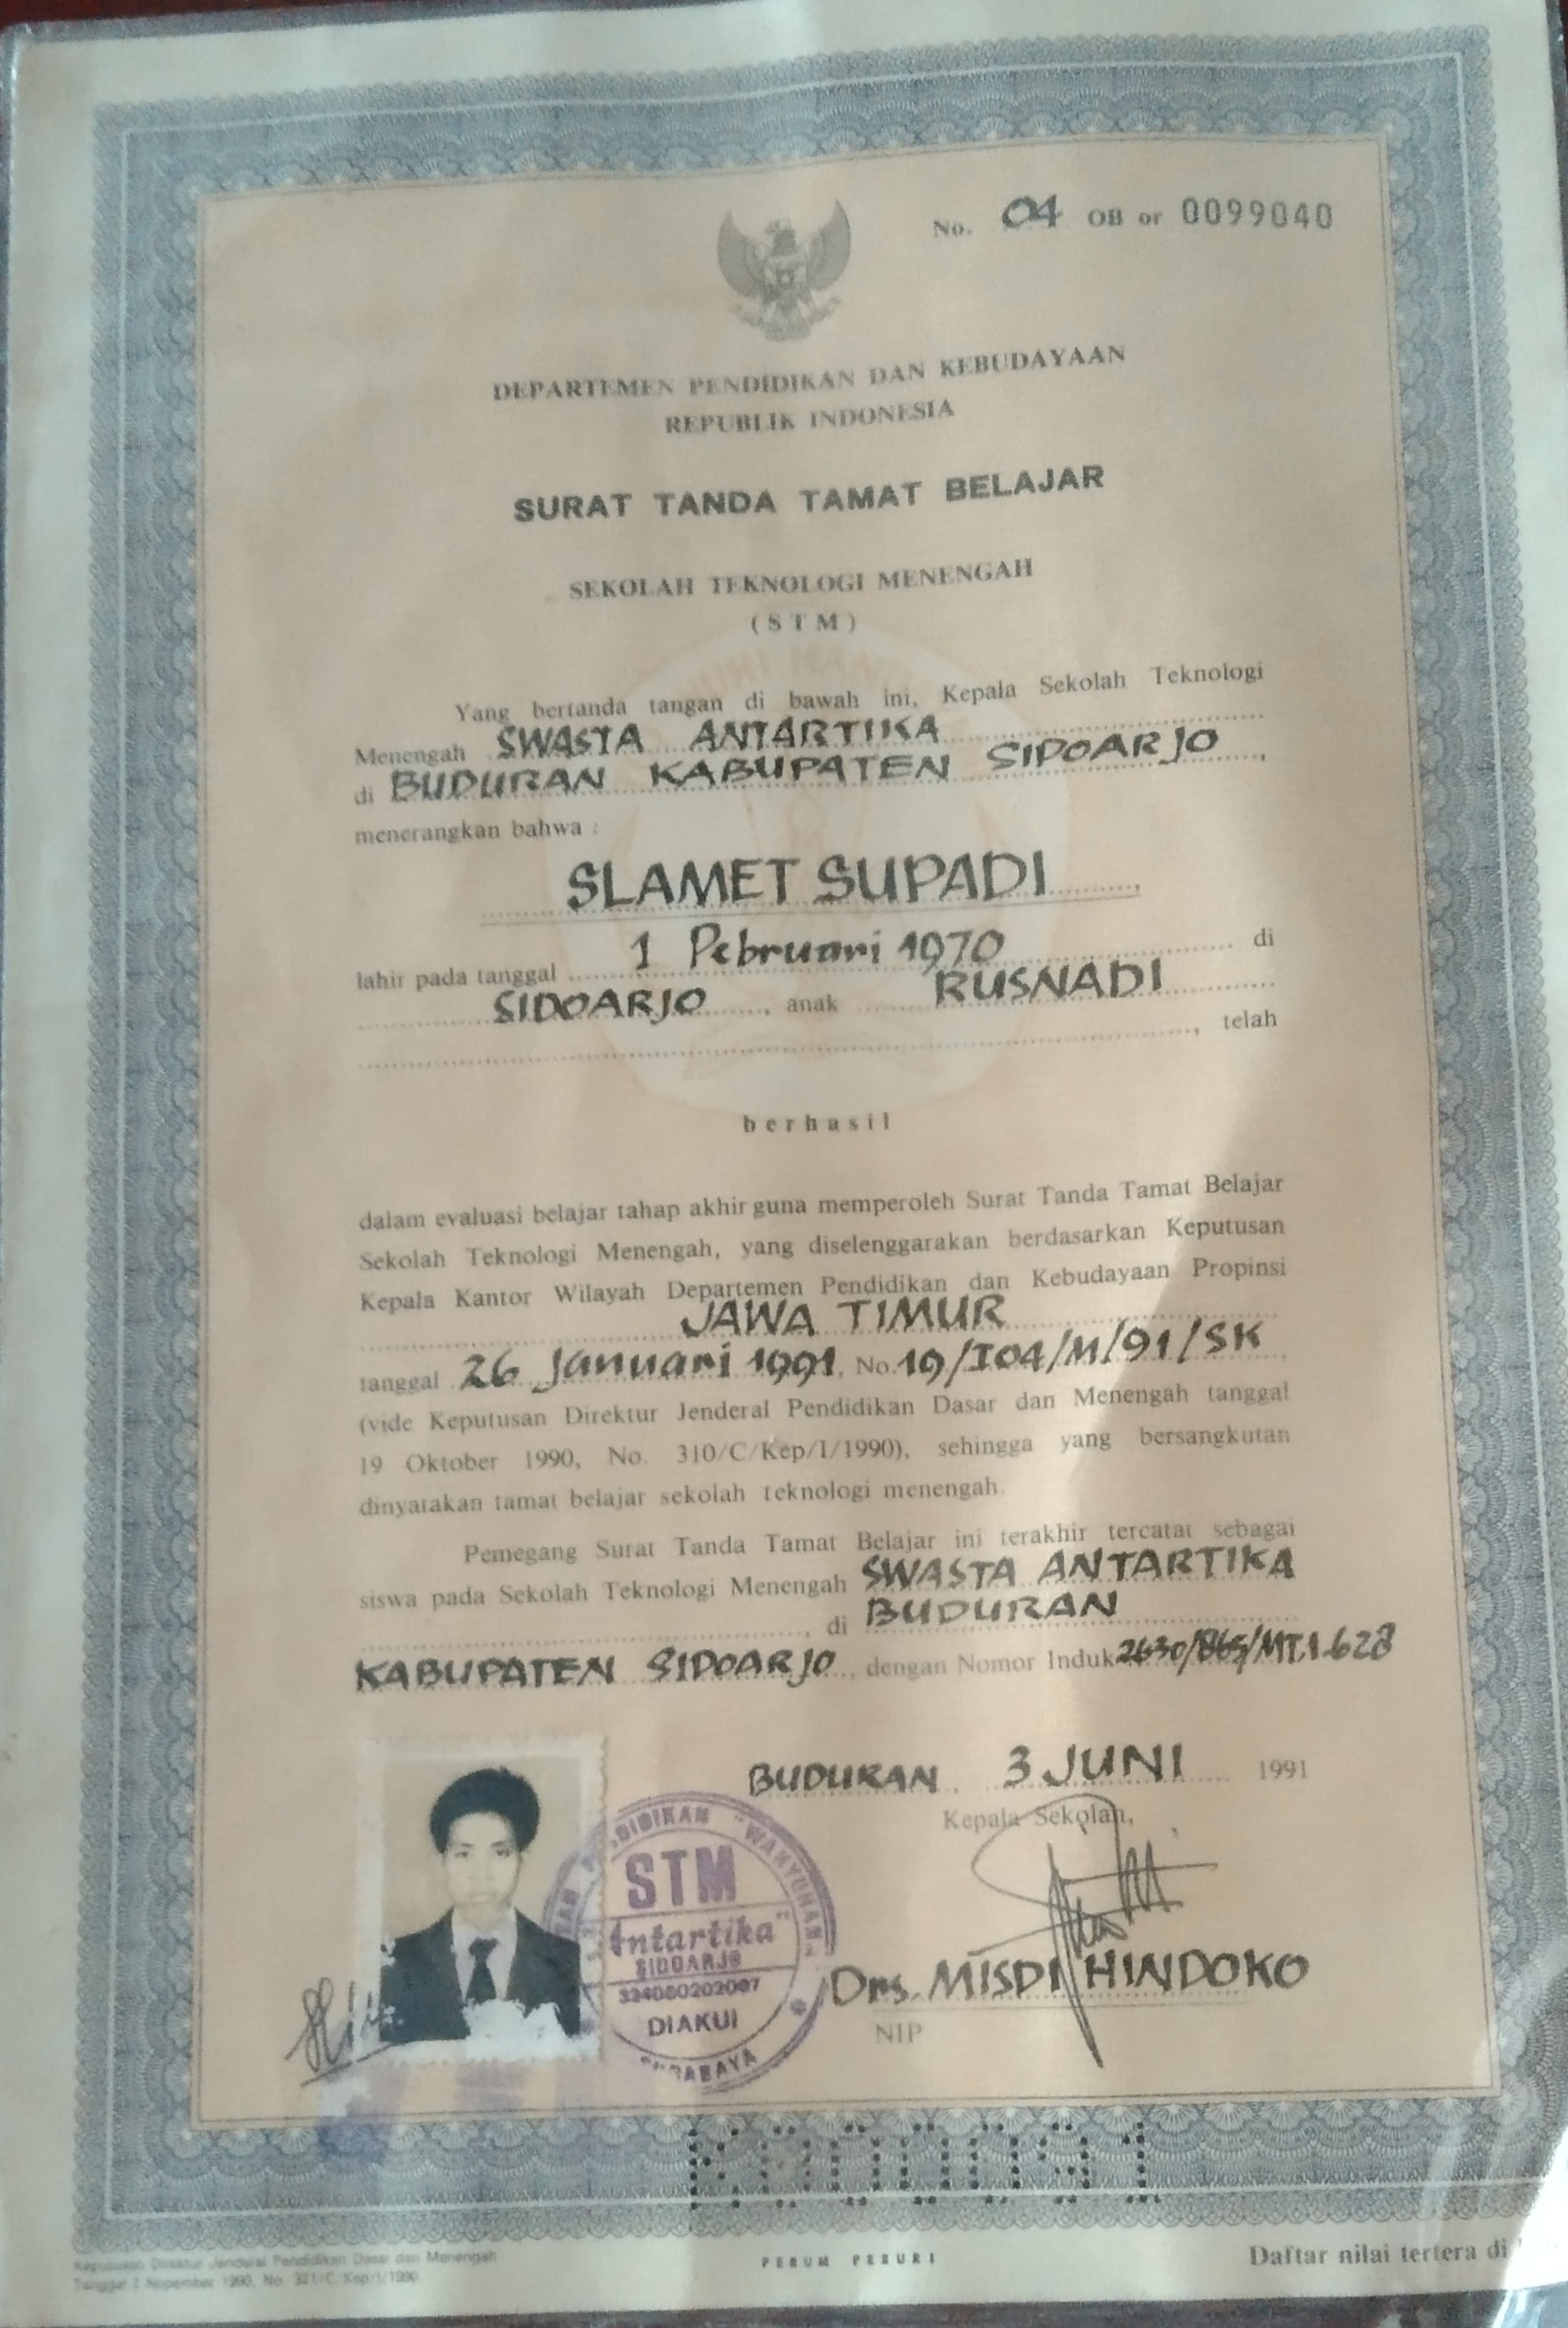 No. 04 OB or 0099040
DEPARTEMEN PENDIDIKAN DAN KEBUDAYAAN
REPUBLIK INDONESIA
SURAT TANDA TAMAT BELAJAR
SEKOLAH TEKNOLOGI MENENGAH
( S T M )
Yang bertanda tangan di bawah ini, Kepala Sekolah Teknologi
Menengah SWASTA ANTARTIKA
di BUDURAN KABUPATEN SIDOARJO,
menerangkan bahwa :
SLAMET SUPADI,
lahir pada tanggal 1 Pebruari 1970 di
SIDOARJO, anak RUSNADI
, telah
berhasil
dalam evaluasi belajar tahap akhir guna memperoleh Surat Tanda Tamat Belajar
Sekolah Teknologi Menengah, yang diselenggarakan berdasarkan Keputusan
Kepala Kantor Wilayah Departemen Pendidikan dan Kebudayaan Propinsi
JAWA TIMUR
tanggal 26 Januari 1991, No. 19/I04/M/91/SK
(vide Keputusan Direktur Jenderal Pendidikan Dasar dan Menengah tanggal
19 Oktober 1990, No. 310/C/Kep/I/1990), sehingga yang bersangkutan
dinyatakan tamat belajar sekolah teknologi menengah.
Pemegang Surat Tanda Tamat Belajar ini terakhir tercatat sebagai
siswa pada Sekolah Teknologi Menengah SWASTA ANTARTIKA
, di BUDURAN
KABUPATEN SIDOARJO, dengan Nomor Induk 2630/865/MT.1.628
BUDURAN, 3 JUNI 1991
Kepala Sekolah,
"WAHYUHAN"
STM
"Antartika"
SIDOARJO
DIAKUI
SURABAYA
Drs. MISDI HINDOKO
NIP
Keputusan Direktur Jenderal Pendidikan Dasar dan Menengah
Tanggal 1 Nopember 1990, No. 321/C/Kep/I/1990
PERUM PERURI
Daftar nilai tertera di